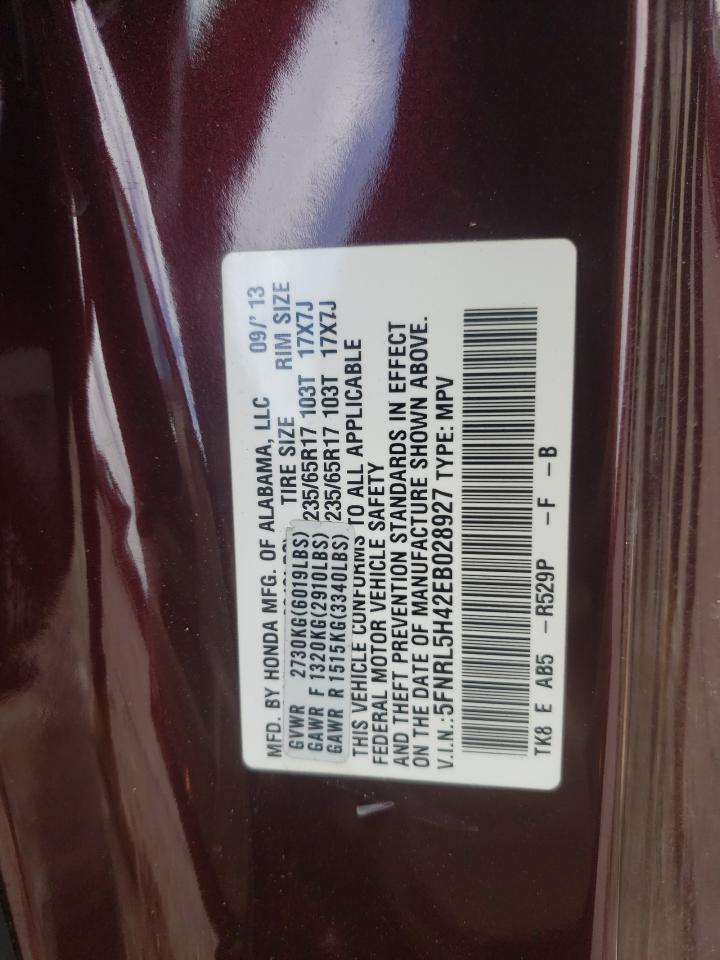 MFD. BY HONDA MFG. OF ALABAMA, LLC 09/'13
TIRE SIZE RIM SIZE
GVWR 2730KG(6019LBS) 235/65R17 103T 17X7J
GAWR F 1320KG(2910LBS) 235/65R17 103T 17X7J
GAWR R 1515KG(3340LBS)
THIS VEHICLE CONFORMS TO ALL APPLICABLE
FEDERAL MOTOR VEHICLE SAFETY
AND THEFT PREVENTION STANDARDS IN EFFECT
ON THE DATE OF MANUFACTURE SHOWN ABOVE.
V.I.N.:5FNRL5H42EB028927 TYPE: MPV
TK8 E AB5 -R529P -F -B